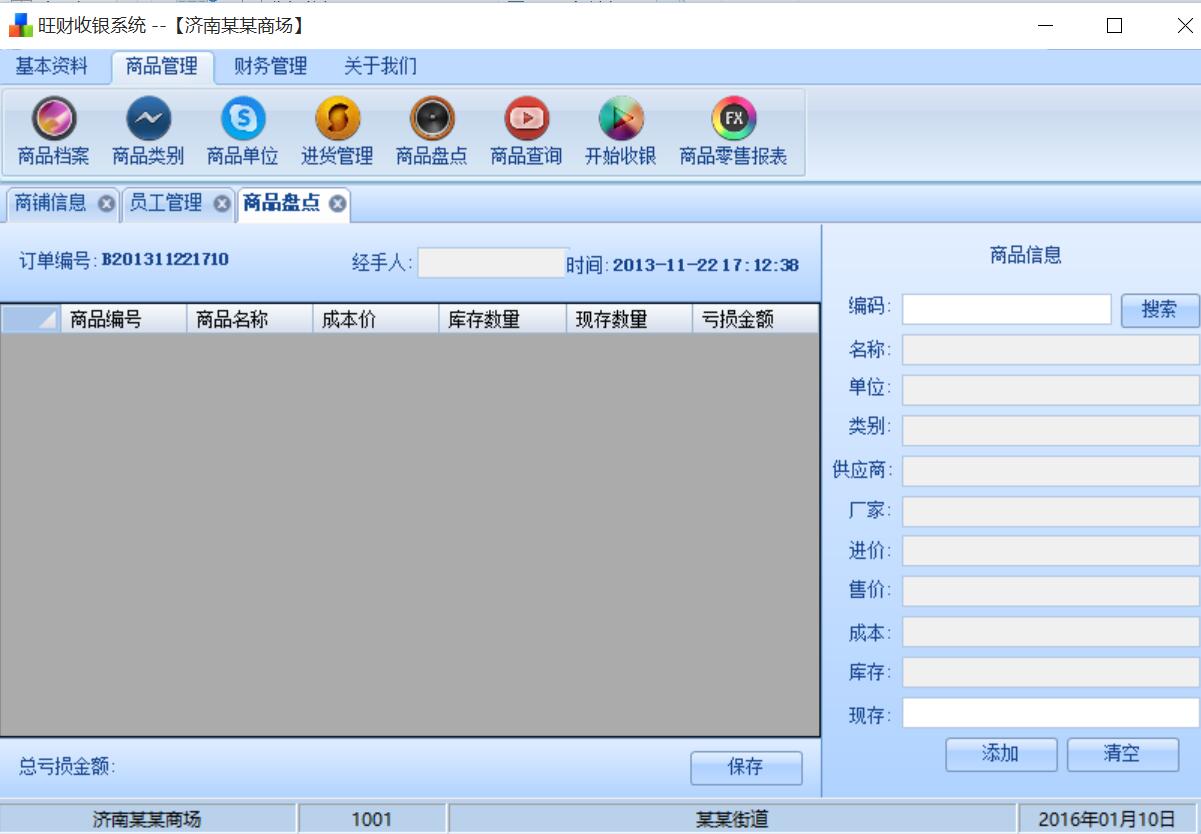 旺财收银系统 --【济南某某商场】
基本资料 商品管理 财务管理 关于我们
商品档案 商品类别 商品单位 进货管理 商品盘点 商品查询 开始收银 商品零售报表
商铺信息 员工管理 商品盘点
订单编号: B201311221710 经手人: 时间: 2013-11-22 17:12:38
商品编号 商品名称 成本价 库存数量 现存数量 亏损金额
总亏损金额: 保存
商品信息
编码: 搜索
名称:
单位:
类别:
供应商:
厂家:
进价:
售价:
成本:
库存:
现存:
添加 清空
济南某某商场 1001 某某街道 2016年01月10日